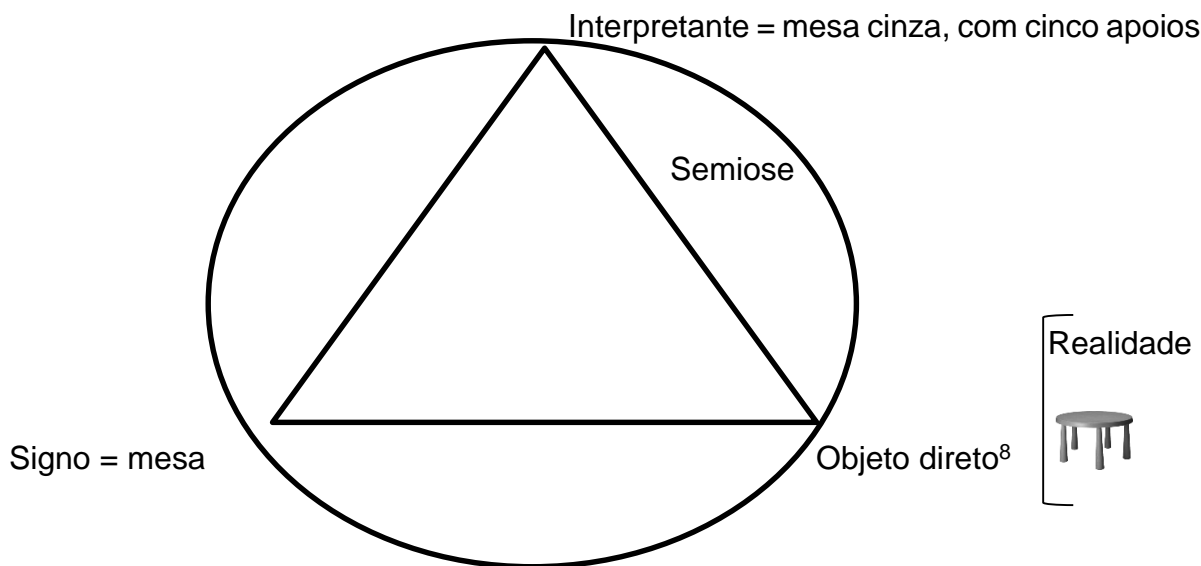 Interpretante = mesa cinza, com cinco apoios
Semiose
Realidade
Signo = mesa
Objeto direto⁸